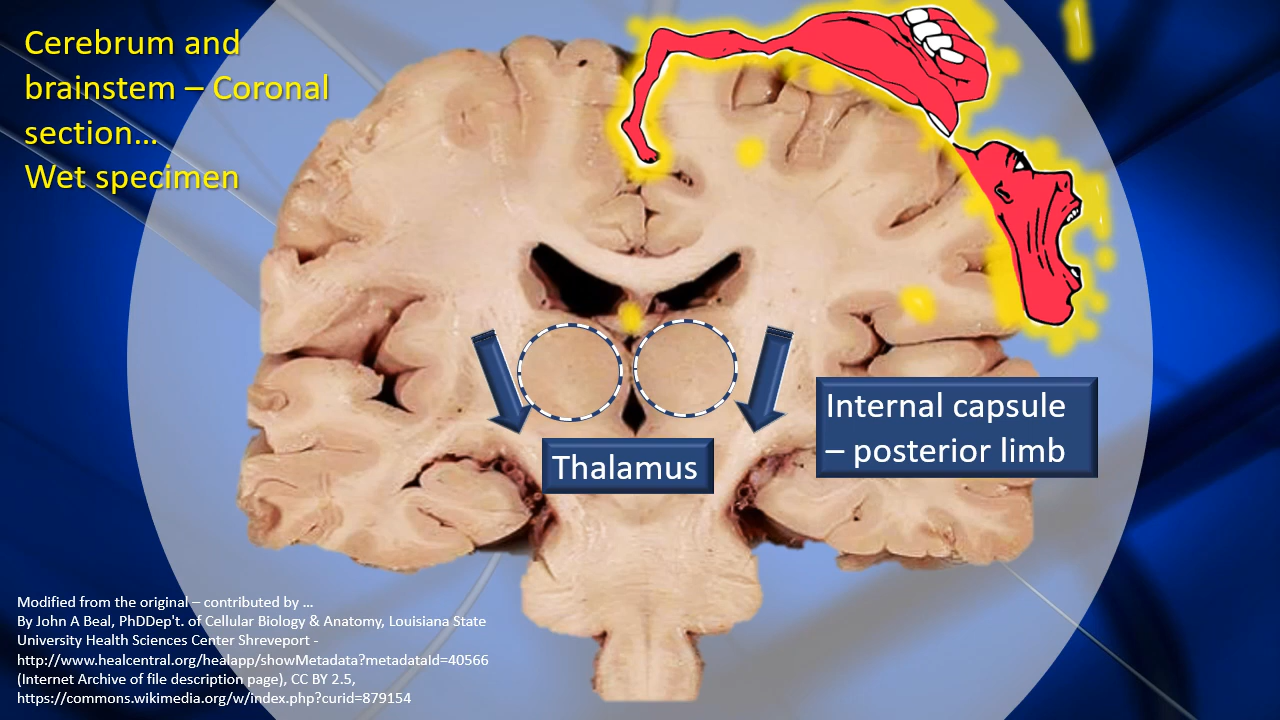 Cerebrum and
brainstem – Coronal
section...
Wet specimen
Internal capsule
– posterior limb
Thalamus
Modified from the original – contributed by ...
By John A Beal, PhDDep't. of Cellular Biology & Anatomy, Louisiana State
University Health Sciences Center Shreveport -
http://www.healcentral.org/healapp/showMetadata?metadataId=40566
(Internet Archive of file description page), CC BY 2.5,
https://commons.wikimedia.org/w/index.php?curid=879154